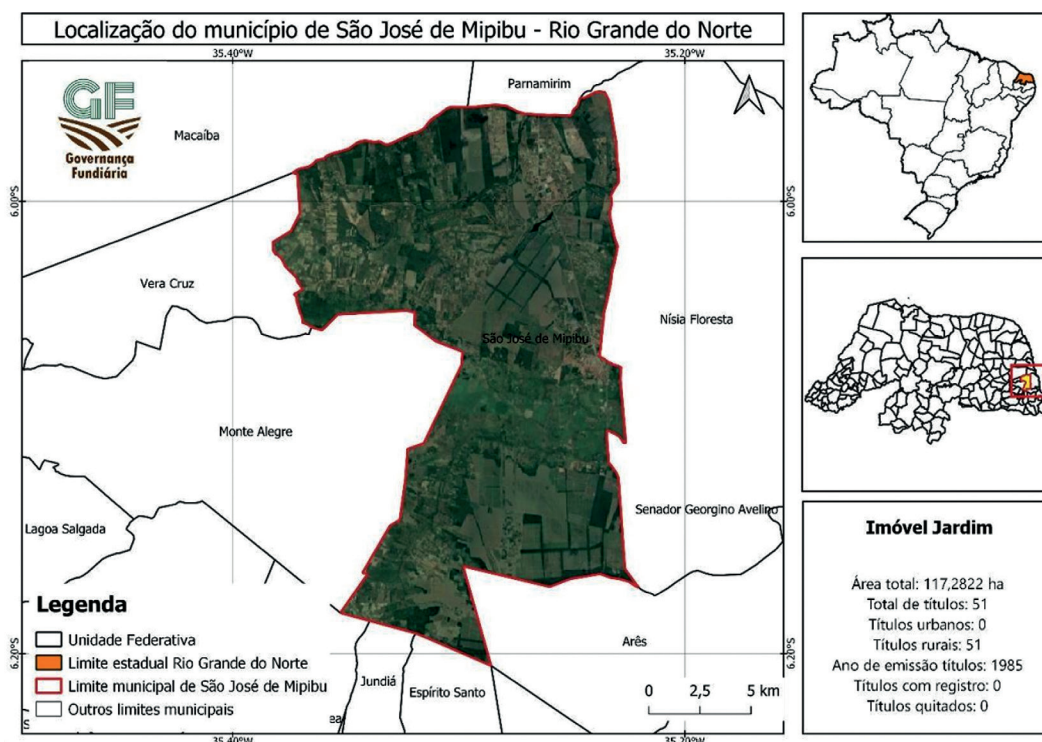 Localização do município de São José de Mipibu - Rio Grande do Norte
35.40°W
35.20°W
GF
Governança
Fundiária
Parnamirim
Macaíba
6.00°S
6.00°S
Vera Cruz
Nísia Floresta
São José de Mipibu
Monte Alegre
Lagoa Salgada
Senador Georgino Avelino
Arês
Jundiá
Espírito Santo
ea
S
6.20°S
6.20°S
Legenda
Unidade Federativa
Limite estadual Rio Grande do Norte
Limite municipal de São José de Mipibu
Outros limites municipais
0 2,5 5 km
35.40°W
35.20°W
Imóvel Jardim
Área total: 117,2822 ha
Total de títulos: 51
Títulos urbanos: 0
Títulos rurais: 51
Ano de emissão títulos: 1985
Títulos com registro: 0
Títulos quitados: 0